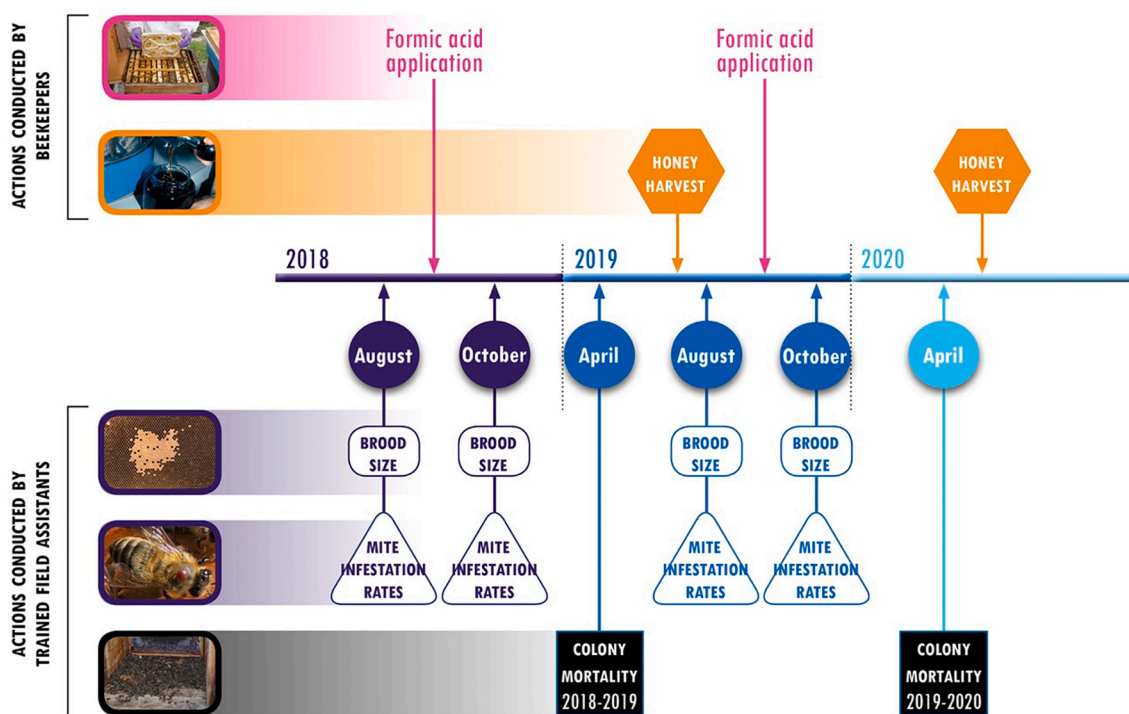 ACTIONS CONDUCTED BY
BEEKEEPERS
Formic acid
application
Formic acid
application
HONEY
HARVEST
HONEY
HARVEST
2018
2019
2020
August
October
April
August
October
April
ACTIONS CONDUCTED BY
TRAINED FIELD ASSISTANTS
BROOD
SIZE
BROOD
SIZE
BROOD
SIZE
BROOD
SIZE
MITE
INFESTATION
RATES
MITE
INFESTATION
RATES
MITE
INFESTATION
RATES
MITE
INFESTATION
RATES
COLONY
MORTALITY
2018-2019
COLONY
MORTALITY
2019-2020